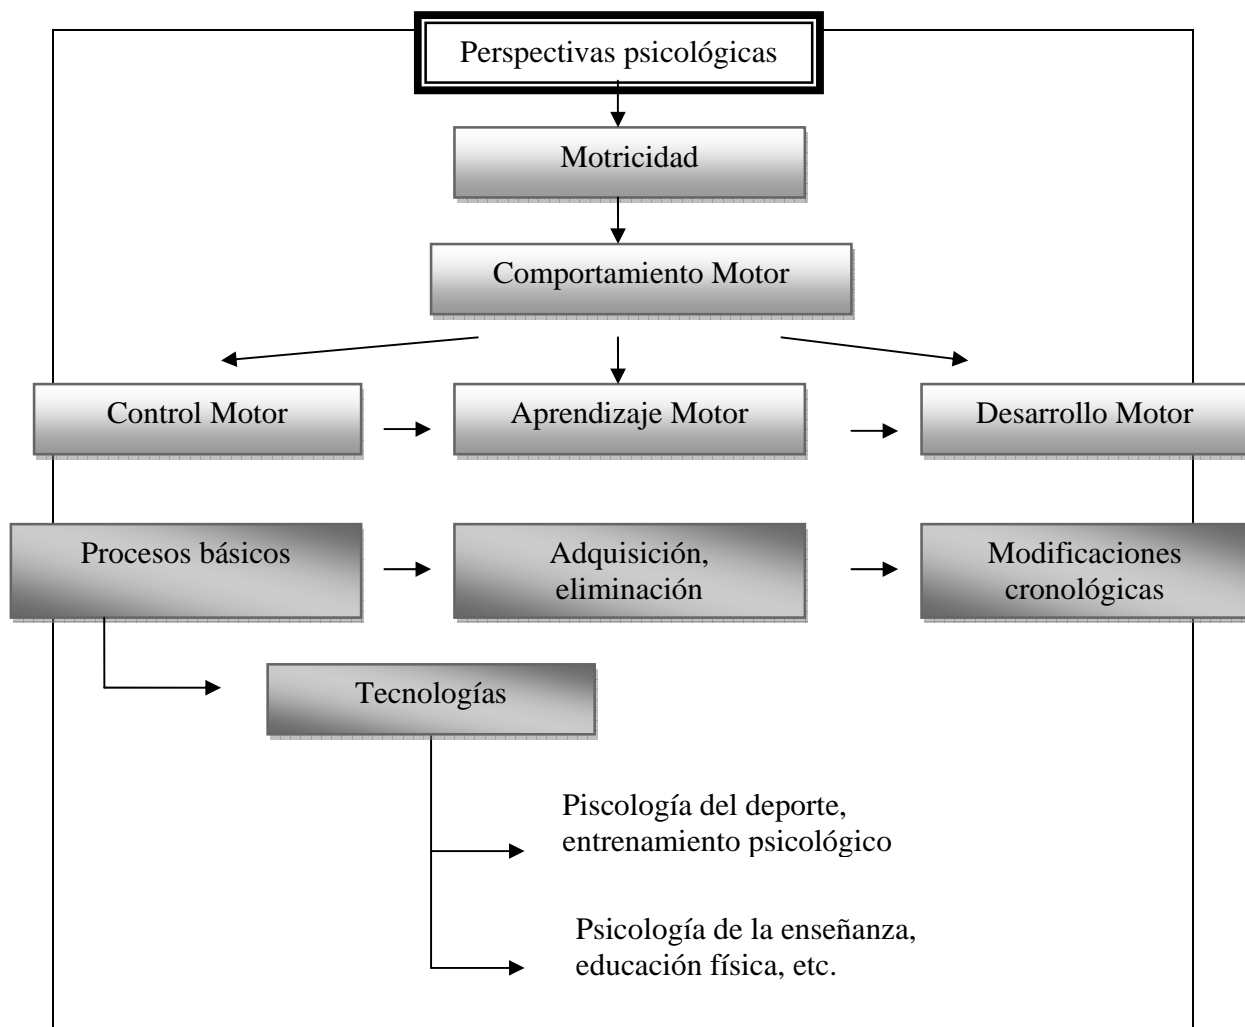 Perspectivas psicológicas
Motricidad
Comportamiento Motor
Control Motor
Aprendizaje Motor
Desarrollo Motor
Procesos básicos
Adquisición,
eliminación
Modificaciones
cronológicas
Tecnologías
Piscología del deporte,
entrenamiento psicológico
Psicología de la enseñanza,
educación física, etc.